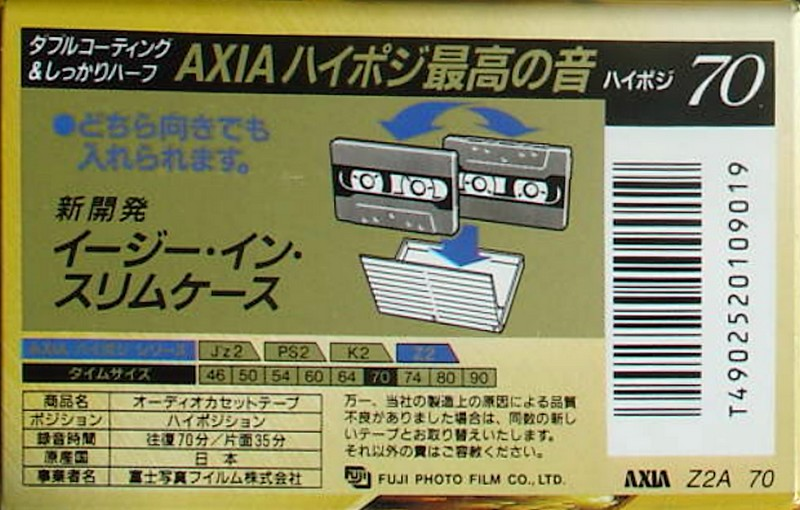 ダブルコーティング
&しっかりハーフ
AXIA ハイポジ最高の音
ハイポジ 70
●どちら向きでも
入れられます。
新開発
イージー・イン・
スリムケース
AXIA ハイポジ シリーズ J'z2 PS2 K2 Z2
タイムサイズ 46 50 54 60 64 70 74 80 90
商品名 オーディオカセットテープ
ポジション ハイポジション
録音時間 往復70分/片面35分
原産国 日本
事業者名 富士写真フイルム株式会社
万一、当社の製造上の原因による品質
不良がありました場合は、同数の新し
いテープとお取り替えいたします。
それ以外の責はご容赦ください。
FUJI FUJI PHOTO FILM CO., LTD.
T4902520109019
AXIA Z2A 70